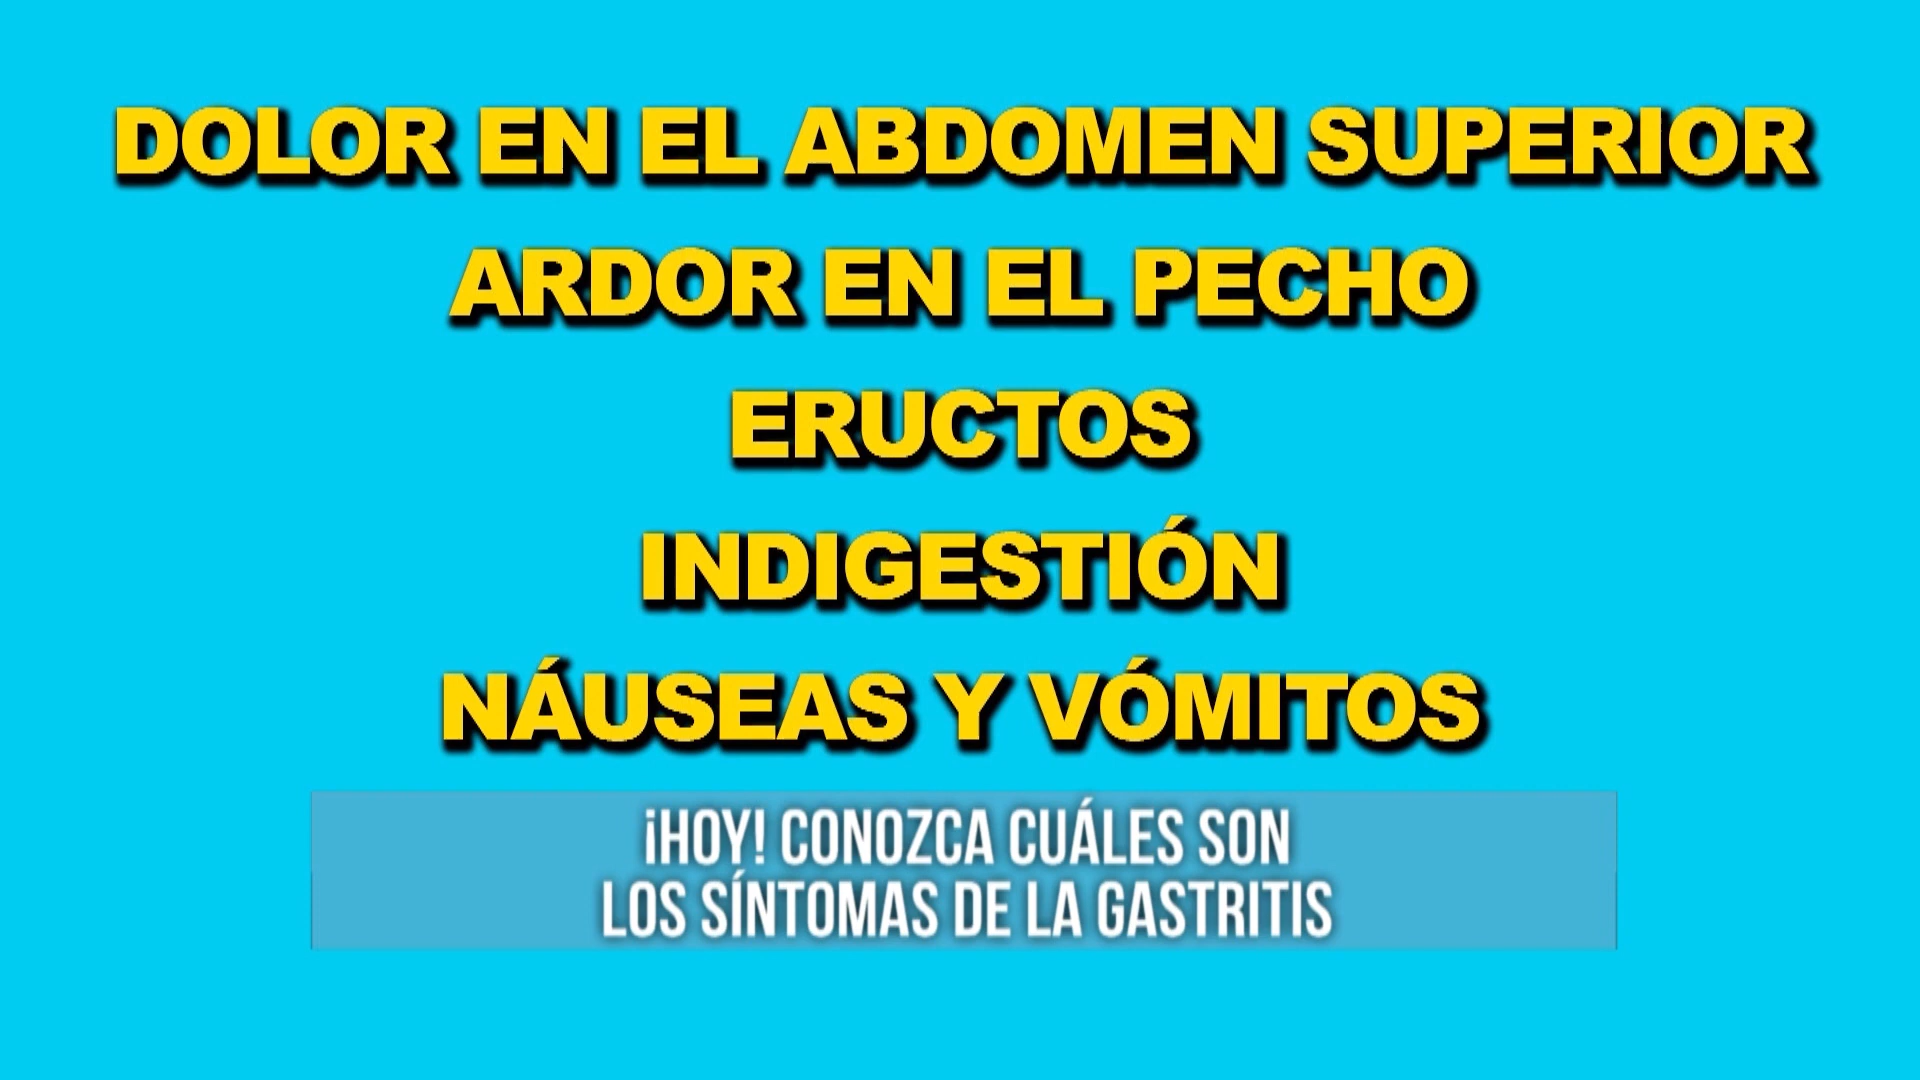 DOLOR EN EL ABDOMEN SUPERIOR
ARDOR EN EL PECHO
ERUCTOS
INDIGESTIÓN
NÁUSEAS Y VÓMITOS
¡HOY! CONOZCA CUÁLES SON
LOS SÍNTOMAS DE LA GASTRITIS